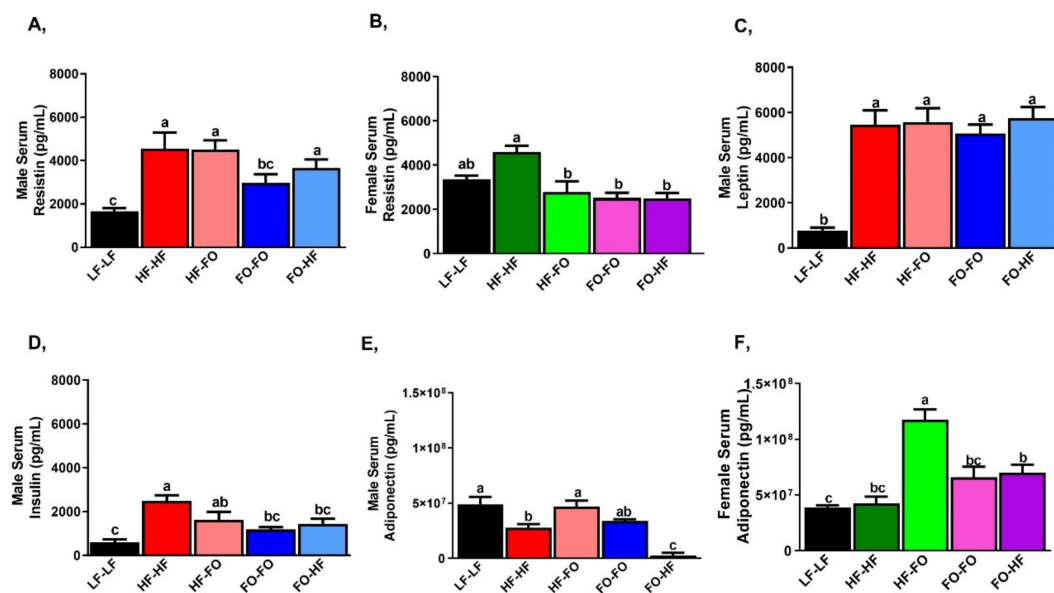 A,
Male Serum
Resistin (pg/mL)
8000
6000
4000
2000
0
c
a
a
bc
a
LF-LF
HF-HF
HF-FO
FO-FO
FO-HF
B,
Female Serum
Resistin (pg/mL)
8000
6000
4000
2000
0
ab
a
b
b
b
LF-LF
HF-HF
HF-FO
FO-FO
FO-HF
C,
Male Serum
Leptin (pg/mL)
8000
6000
4000
2000
0
b
a
a
a
a
LF-LF
HF-HF
HF-FO
FO-FO
FO-HF
D,
Male Serum
Insulin (pg/mL)
8000
6000
4000
2000
0
c
a
ab
bc
bc
LF-LF
HF-HF
HF-FO
FO-FO
FO-HF
E,
Male Serum
Adiponectin (pg/mL)
1.5×10⁸
1×10⁸
5×10⁷
0
a
b
a
ab
c
LF-LF
HF-HF
HF-FO
FO-FO
FO-HF
F,
Female Serum
Adiponectin (pg/mL)
1.5×10⁸
1×10⁸
5×10⁷
0
c
bc
a
bc
b
LF-LF
HF-HF
HF-FO
FO-FO
FO-HF